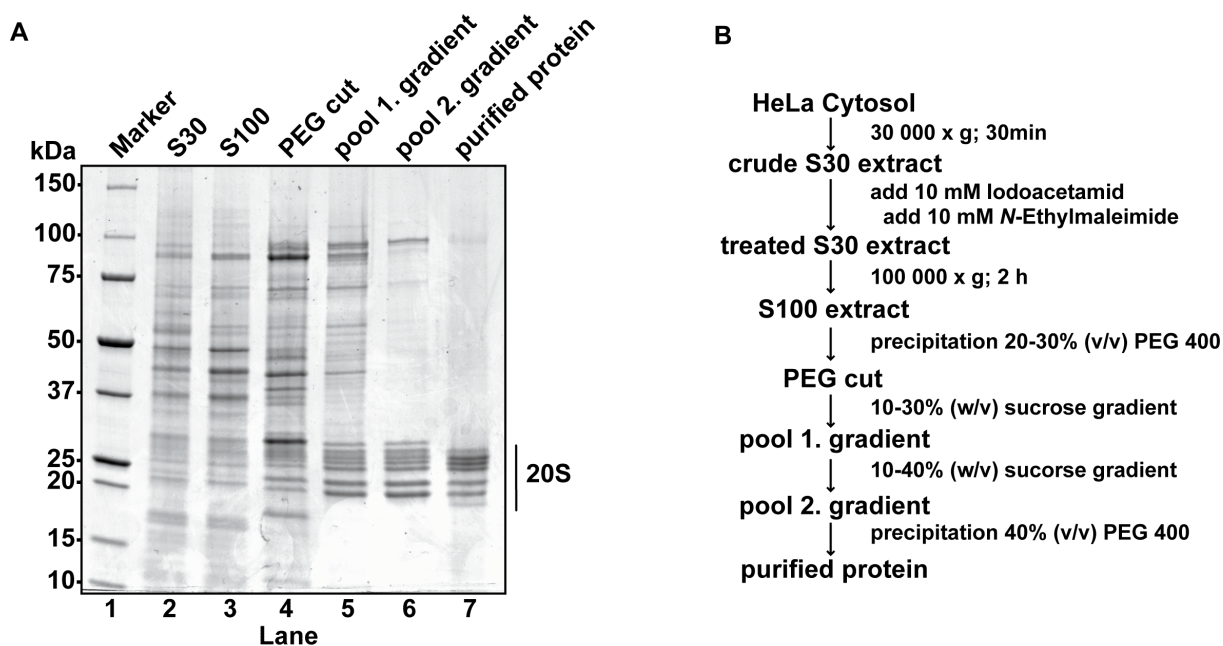 A
Marker
S30
S100
PEG cut
pool 1. gradient
pool 2. gradient
purified protein
kDa
150
100
75
50
37
25
20
15
10
20S
1 2 3 4 5 6 7
Lane
B
HeLa Cytosol
30 000 x g; 30min
crude S30 extract
add 10 mM Iodoacetamid
add 10 mM N-Ethylmaleimide
treated S30 extract
100 000 x g; 2 h
S100 extract
precipitation 20-30% (v/v) PEG 400
PEG cut
10-30% (w/v) sucrose gradient
pool 1. gradient
10-40% (w/v) sucorse gradient
pool 2. gradient
precipitation 40% (v/v) PEG 400
purified protein